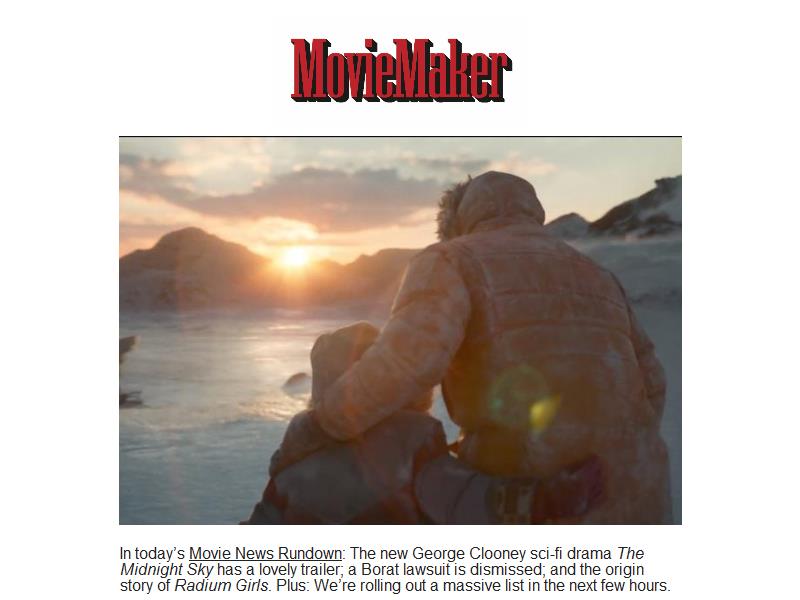 MovieMaker
In today’s Movie News Rundown: The new George Clooney sci-fi drama The
Midnight Sky has a lovely trailer; a Borat lawsuit is dismissed; and the origin
story of Radium Girls. Plus: We’re rolling out a massive list in the next few hours.